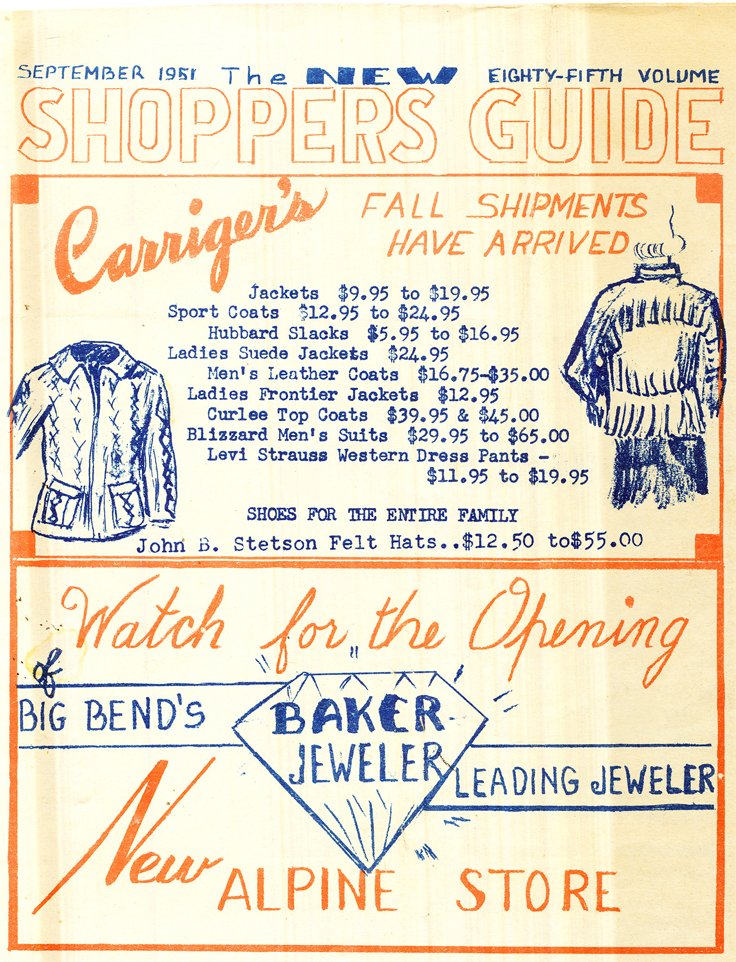 SEPTEMBER 1951 The NEW EIGHTY-FIFTH VOLUME
SHOPPERS GUIDE
Carriger's FALL SHIPMENTS
HAVE ARRIVED
Jackets $9.95 to $19.95
Sport Coats $12.95 to $24.95
Hubbard Slacks $5.95 to $16.95
Ladies Suede Jackets $24.95
Men's Leather Coats $16.75-$35.00
Ladies Frontier Jackets $12.95
Curlee Top Coats $39.95 & $45.00
Blizzard Men's Suits $29.95 to $65.00
Levi Strauss Western Dress Pants -
$11.95 to $19.95
SHOES FOR THE ENTIRE FAMILY
John B. Stetson Felt Hats..$12.50 to$55.00
Watch for the Opening
of
BIG BEND'S
BAKER
JEWELER
LEADING JEWELER
New ALPINE STORE